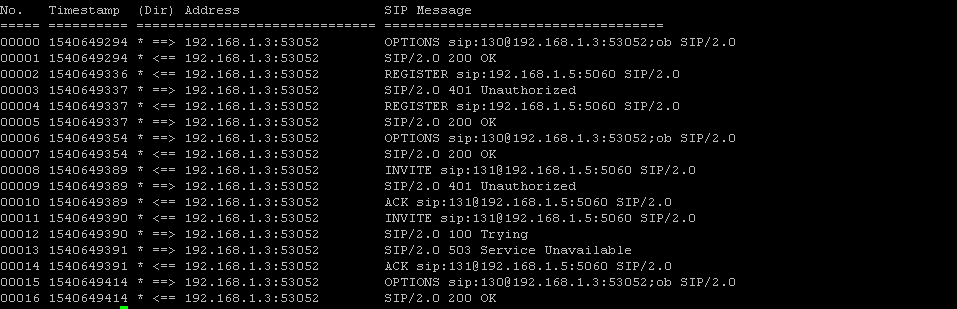 No.   Timestamp  (Dir) Address                      SIP Message
===== ========== ============================== ===================================
00000 1540649294 * ==> 192.168.1.3:53052        OPTIONS sip:130@192.168.1.3:53052;ob SIP/2.0
00001 1540649294 * <== 192.168.1.3:53052        SIP/2.0 200 OK
00002 1540649336 * <== 192.168.1.3:53052        REGISTER sip:192.168.1.5:5060 SIP/2.0
00003 1540649337 * ==> 192.168.1.3:53052        SIP/2.0 401 Unauthorized
00004 1540649337 * <== 192.168.1.3:53052        REGISTER sip:192.168.1.5:5060 SIP/2.0
00005 1540649337 * ==> 192.168.1.3:53052        SIP/2.0 200 OK
00006 1540649354 * ==> 192.168.1.3:53052        OPTIONS sip:130@192.168.1.3:53052;ob SIP/2.0
00007 1540649354 * <== 192.168.1.3:53052        SIP/2.0 200 OK
00008 1540649389 * <== 192.168.1.3:53052        INVITE sip:131@192.168.1.5:5060 SIP/2.0
00009 1540649389 * ==> 192.168.1.3:53052        SIP/2.0 401 Unauthorized
00010 1540649389 * <== 192.168.1.3:53052        ACK sip:131@192.168.1.5:5060 SIP/2.0
00011 1540649390 * <== 192.168.1.3:53052        INVITE sip:131@192.168.1.5:5060 SIP/2.0
00012 1540649390 * ==> 192.168.1.3:53052        SIP/2.0 100 Trying
00013 1540649391 * ==> 192.168.1.3:53052        SIP/2.0 503 Service Unavailable
00014 1540649391 * <== 192.168.1.3:53052        ACK sip:131@192.168.1.5:5060 SIP/2.0
00015 1540649414 * ==> 192.168.1.3:53052        OPTIONS sip:130@192.168.1.3:53052;ob SIP/2.0
00016 1540649414 * <== 192.168.1.3:53052        SIP/2.0 200 OK